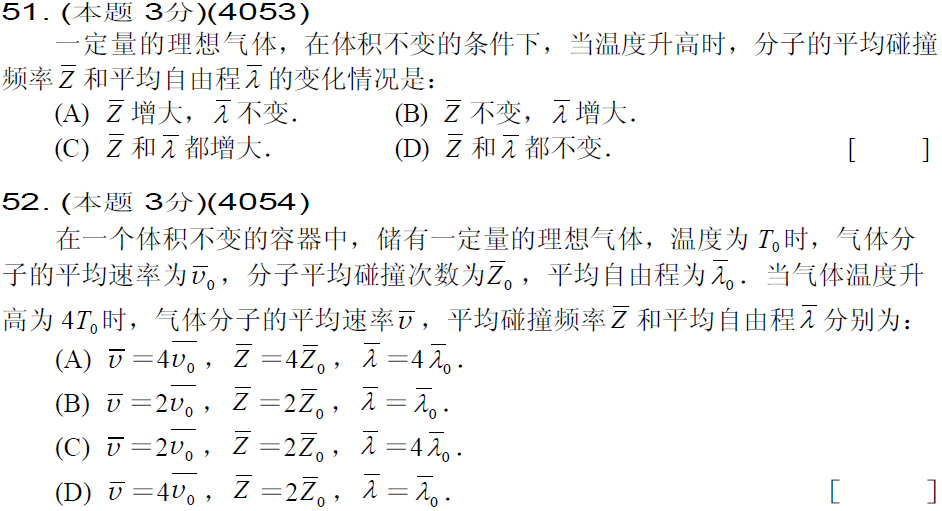 51. (本题 3分)(4053)
一定量的理想气体，在体积不变的条件下，当温度升高时，分子的平均碰撞
频率 Z̅ 和平均自由程 λ̅ 的变化情况是：
(A) Z̅ 增大，λ̅ 不变． (B) Z̅ 不变，λ̅ 增大．
(C) Z̅ 和 λ̅ 都增大． (D) Z̅ 和 λ̅ 都不变． [ ]
52. (本题 3分)(4054)
在一个体积不变的容器中，储有一定量的理想气体，温度为 T₀时，气体分
子的平均速率为 v̅₀，分子平均碰撞次数为 Z̅₀，平均自由程为 λ̅₀．当气体温度升
高为 4T₀时，气体分子的平均速率 v̅，平均碰撞频率 Z̅ 和平均自由程 λ̅ 分别为：
(A) v̅＝4v̅₀，Z̅＝4Z̅₀，λ̅＝4λ̅₀．
(B) v̅＝2v̅₀，Z̅＝2Z̅₀，λ̅＝λ̅₀．
(C) v̅＝2v̅₀，Z̅＝2Z̅₀，λ̅＝4λ̅₀．
(D) v̅＝4v̅₀，Z̅＝2Z̅₀，λ̅＝λ̅₀． [ ]